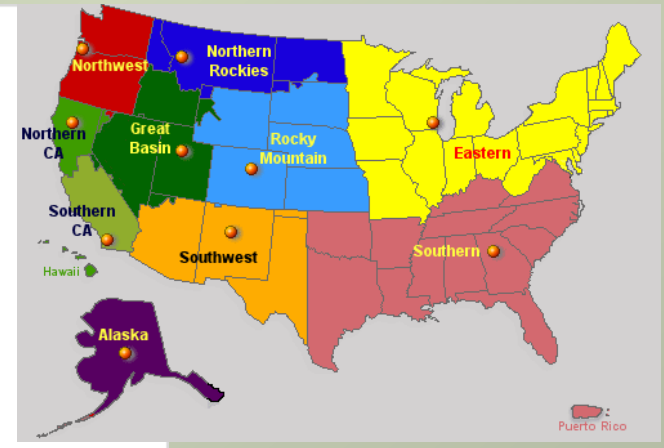 Northern
Rockies
Northwest
Great
Basin
Rocky
Mountain
Eastern
Northern
CA
Southern
CA
Southwest
Southern
Hawaii
Alaska
Puerto Rico